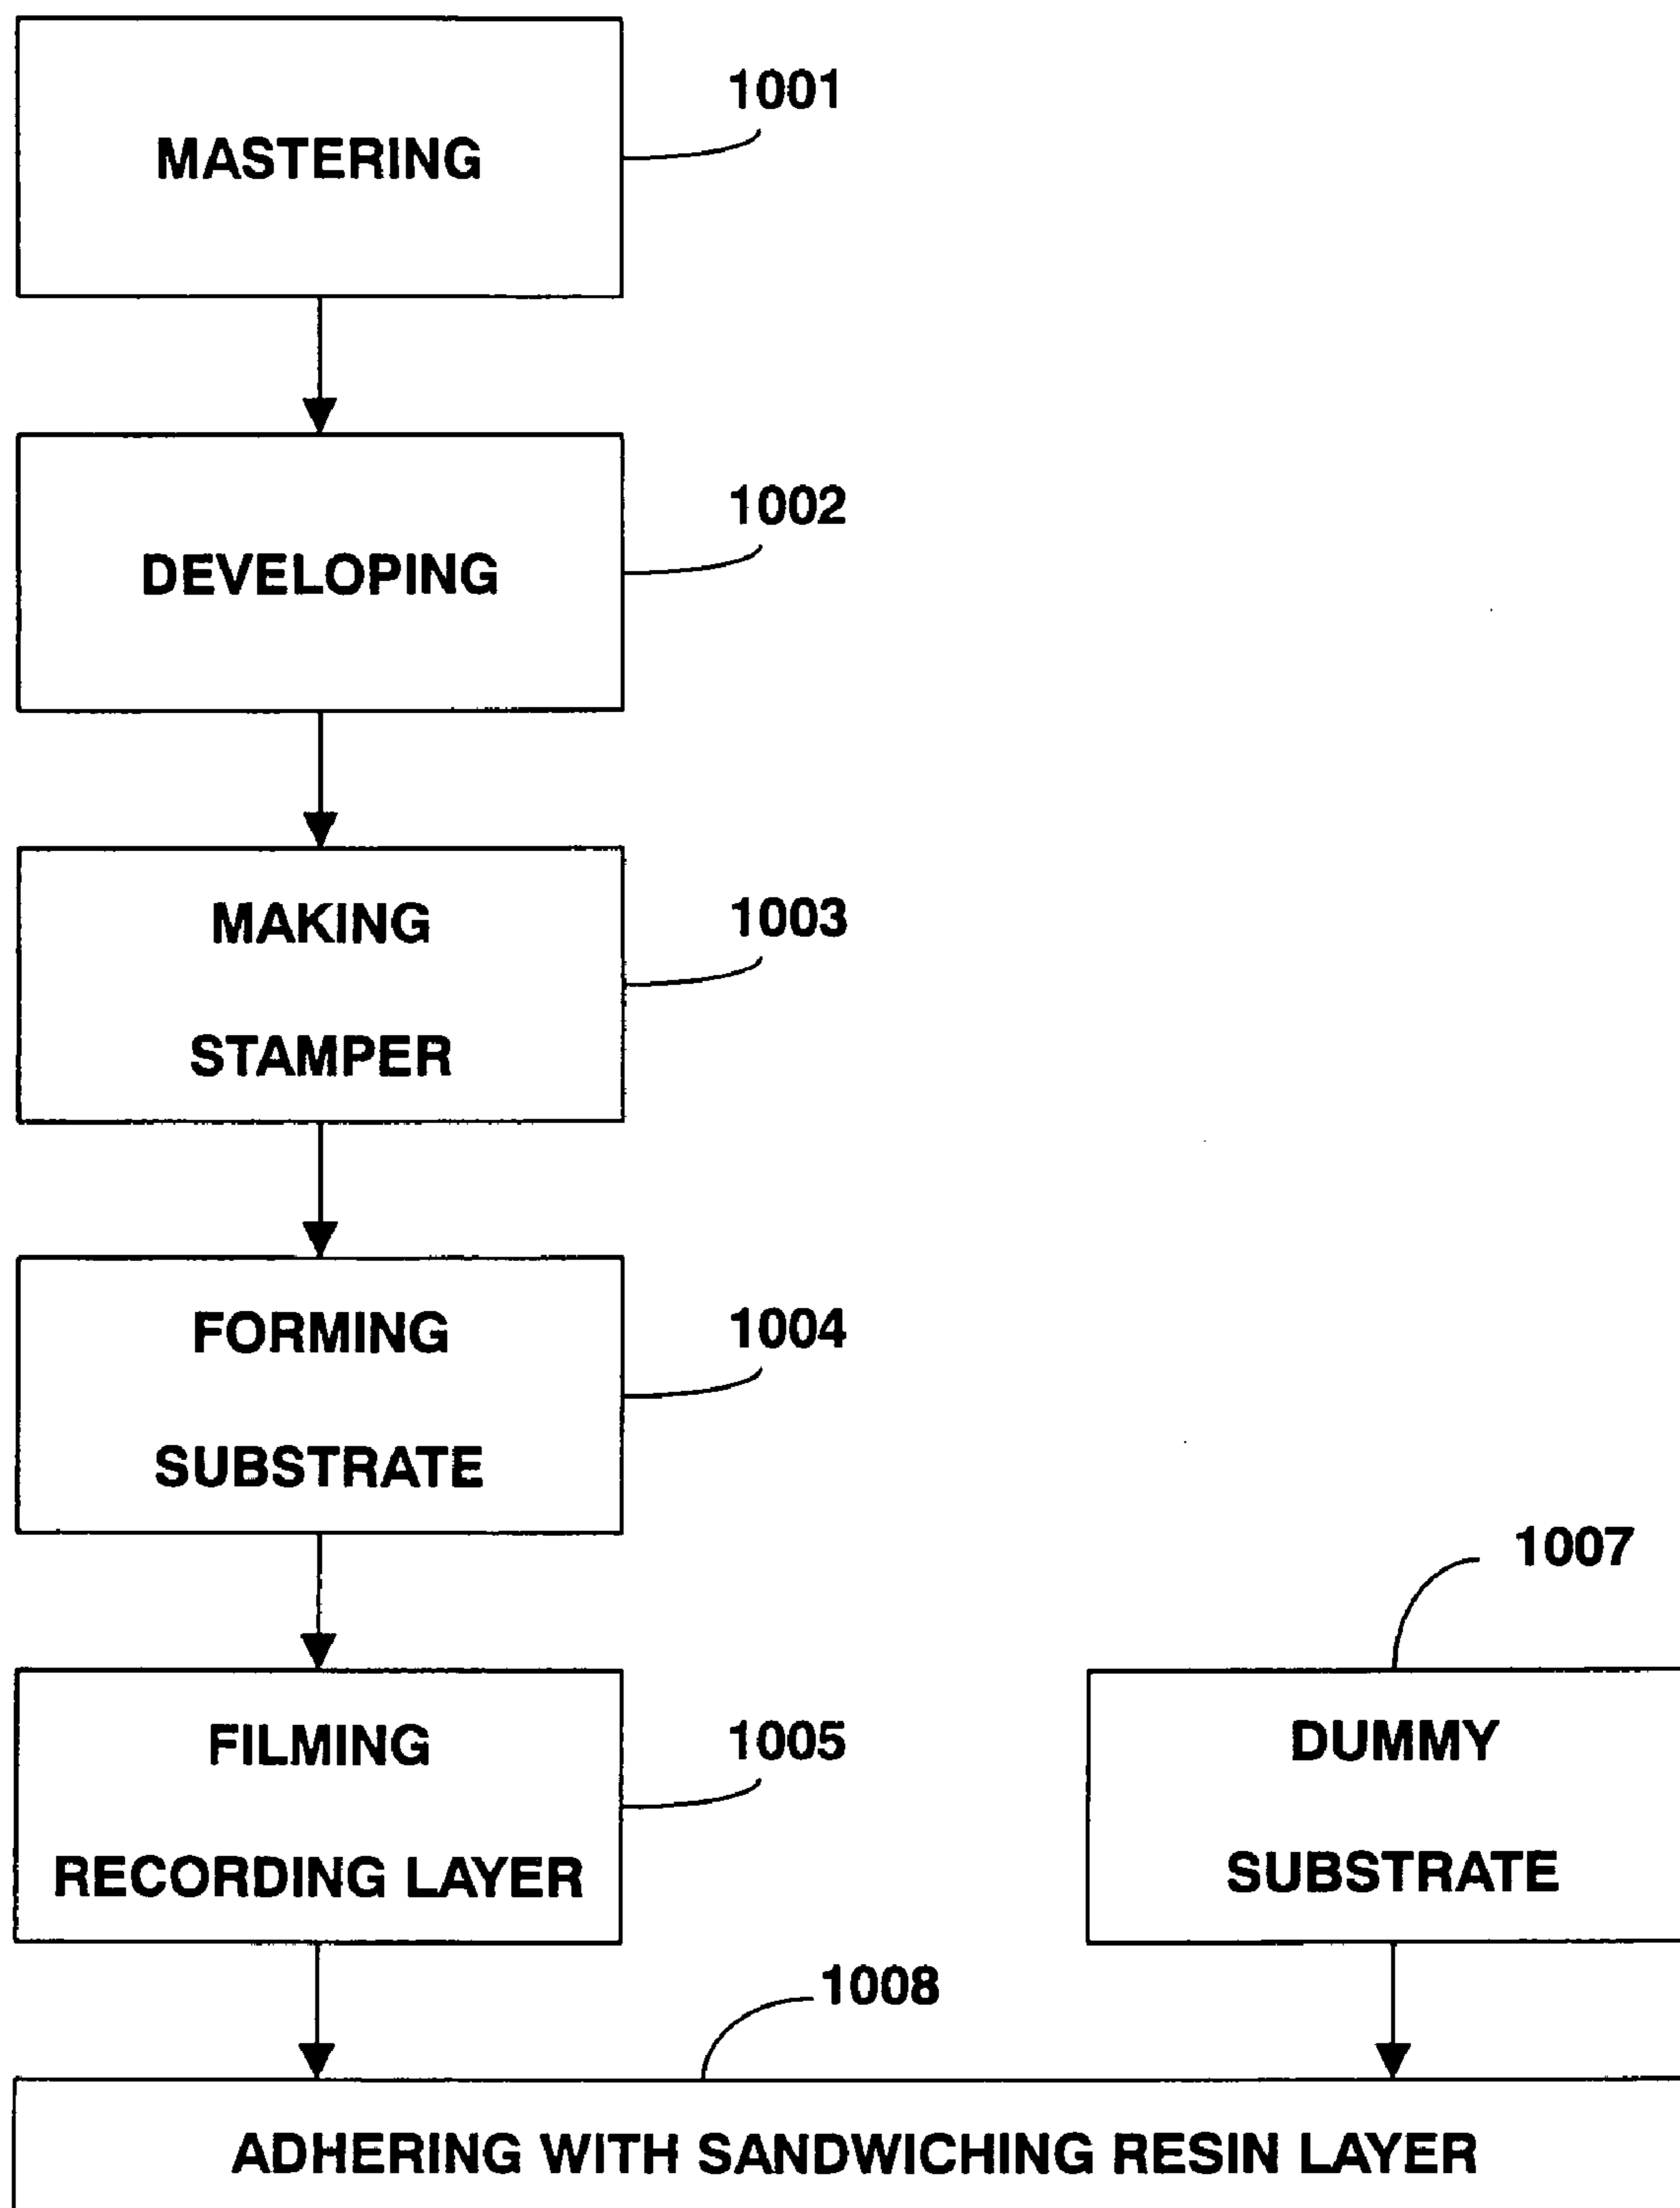 1001
MASTERING
1002
DEVELOPING
1003
MAKING
STAMPER
1004
FORMING
SUBSTRATE
1005
FILMING
RECORDING LAYER
1007
DUMMY
SUBSTRATE
1008
ADHERING WITH SANDWICHING RESIN LAYER